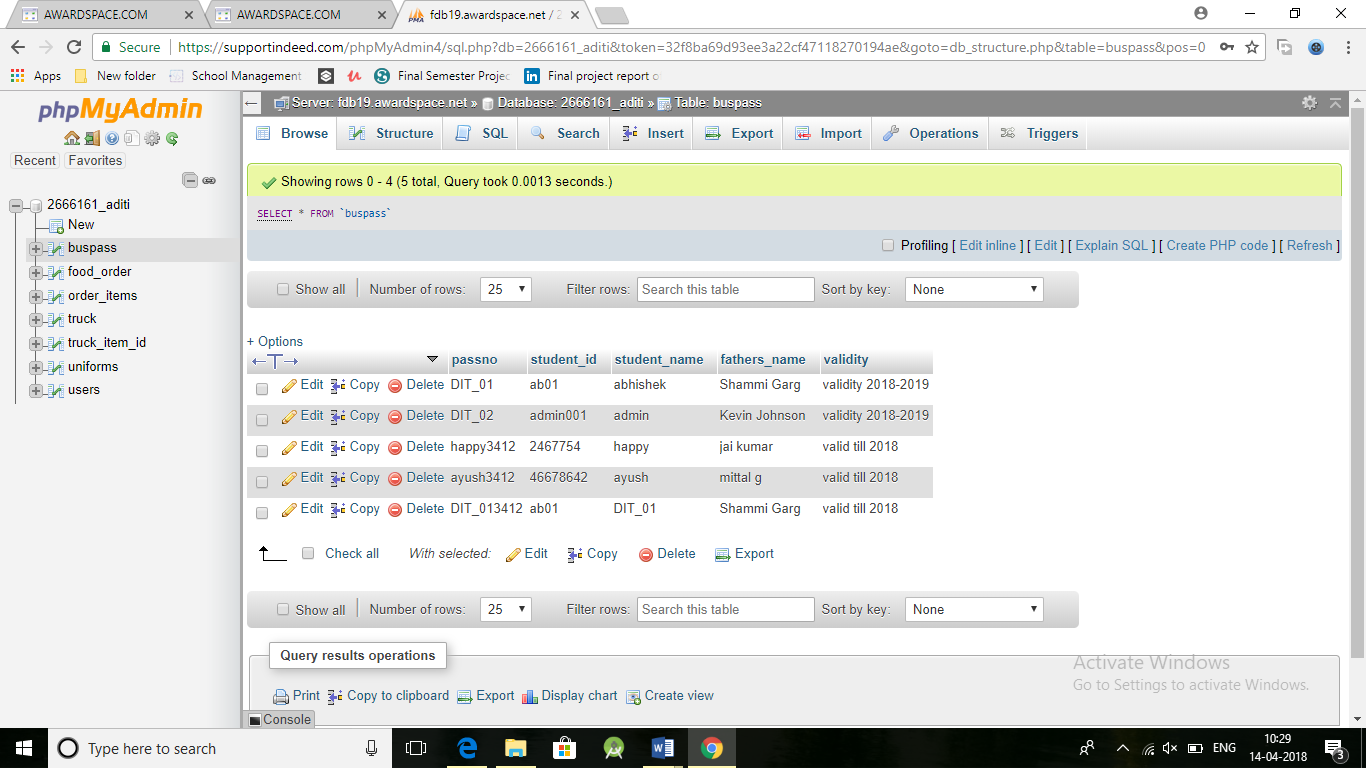 AWARDSPACE.COM AWARDSPACE.COM fdb19.awardspace.net / 2
Secure https://supportindeed.com/phpMyAdmin4/sql.php?db=2666161_aditi&token=32f8ba69d93ee3a22cf47118270194ae&goto=db_structure.php&table=buspass&pos=0
Apps New folder School Management Final Semester Projec Final project report o
phpMyAdmin
Recent Favorites
2666161_aditi
New
buspass
food_order
order_items
truck
truck_item_id
uniforms
users
Server: fdb19.awardspace.net » Database: 2666161_aditi » Table: buspass
Browse Structure SQL Search Insert Export Import Operations Triggers
Showing rows 0 - 4 (5 total, Query took 0.0013 seconds.)
SELECT * FROM `buspass`
Profiling [ Edit inline ] [ Edit ] [ Explain SQL ] [ Create PHP code ] [ Refresh ]
Show all Number of rows: 25 Filter rows: Search this table Sort by key: None
+ Options
←T→ passno student_id student_name fathers_name validity
Edit Copy Delete DIT_01 ab01 abhishek Shammi Garg validity 2018-2019
Edit Copy Delete DIT_02 admin001 admin Kevin Johnson validity 2018-2019
Edit Copy Delete happy3412 2467754 happy jai kumar valid till 2018
Edit Copy Delete ayush3412 46678642 ayush mittal g valid till 2018
Edit Copy Delete DIT_013412 ab01 DIT_01 Shammi Garg valid till 2018
Check all With selected: Edit Copy Delete Export
Show all Number of rows: 25 Filter rows: Search this table Sort by key: None
Query results operations
Print Copy to clipboard Export Display chart Create view
Console
Activate Windows
Go to Settings to activate Windows.
Type here to search
ENG
10:29
14-04-2018
3